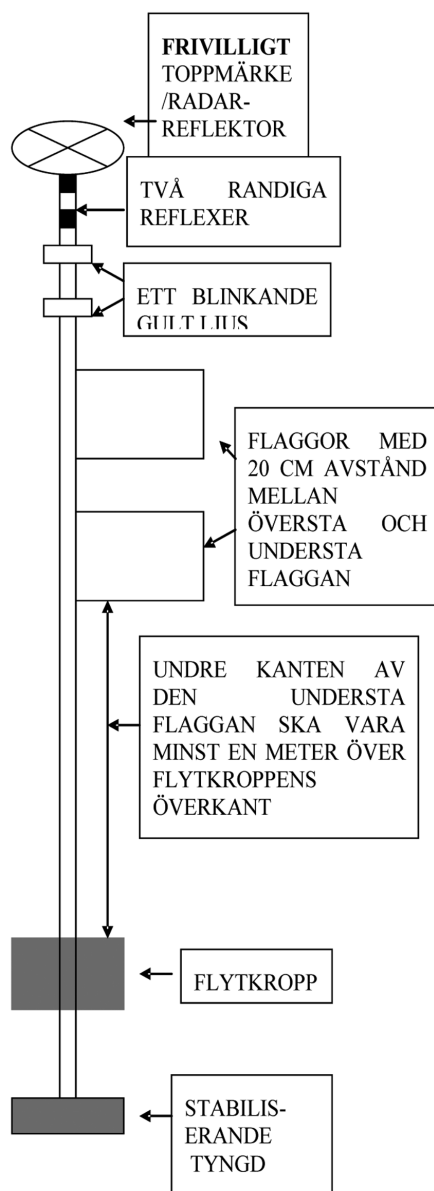 FRIVILLIGT
TOPPMÄRKE
/RADAR-
REFLEKTOR
TVÅ RANDIGA
REFLEXER
ETT BLINKANDE
GULT LJUS
FLAGGOR MED
20 CM AVSTÅND
MELLAN
ÖVERSTA OCH
UNDERSTA
FLAGGAN
UNDRE KANTEN AV
DEN UNDERSTA
FLAGGAN SKA VARA
MINST EN METER ÖVER
FLYTKROPPENS
ÖVERKANT
FLYTKROPP
STABILIS-
ERANDE
TYNGD